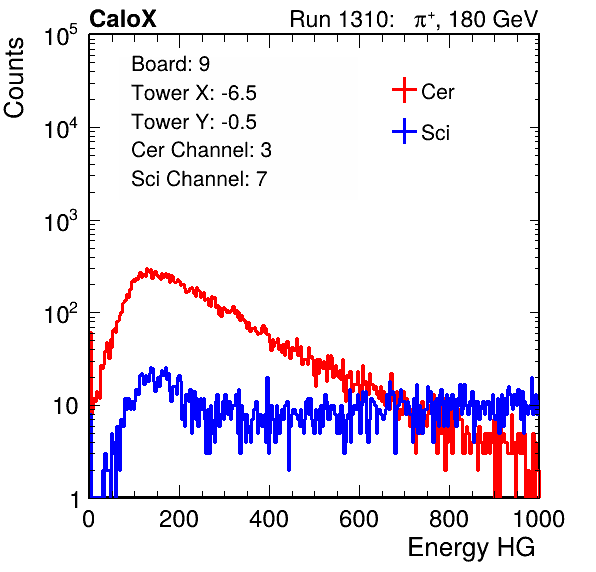 CaloX Run 1310: π⁺, 180 GeV
Counts
10⁵
10⁴
10³
10²
10
1
Board: 9
Tower X: -6.5
Tower Y: -0.5
Cer Channel: 3
Sci Channel: 7
Cer
Sci
0 200 400 600 800 1000
Energy HG